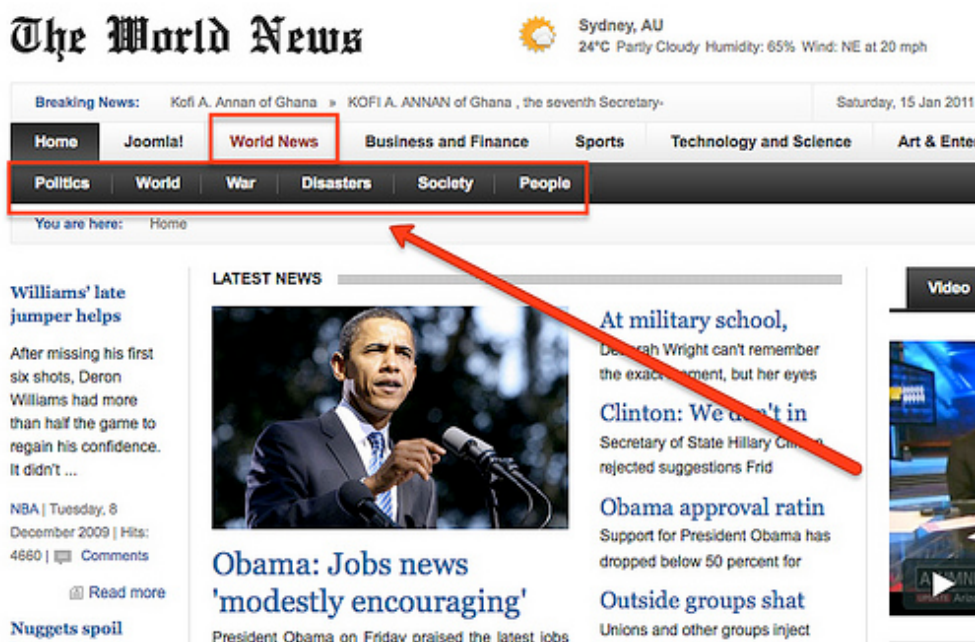 The World News
Sydney, AU
24°C Partly Cloudy Humidity: 65% Wind: NE at 20 mph
Breaking News: Kofi A. Annan of Ghana » KOFI A. ANNAN of Ghana , the seventh Secretary-
Saturday, 15 Jan 2011
Home Joomla! World News Business and Finance Sports Technology and Science Art & Enter
Politics World War Disasters Society People
You are here: Home
Williams' late
jumper helps
After missing his first
six shots, Deron
Williams had more
than half the game to
regain his confidence.
It didn't ...
NBA | Tuesday, 8
December 2009 | Hits:
4660 | Comments
Read more
Nuggets spoil
LATEST NEWS
Obama: Jobs news
'modestly encouraging'
President Obama on Friday praised the latest jobs
At military school,
Wright can't remember
the but her eyes
Clinton: We don't in
Secretary of State Hillary
rejected suggestions Frid
Obama approval ratin
Support for President Obama has
dropped below 50 percent for
Outside groups shat
Unions and other groups inject
Video